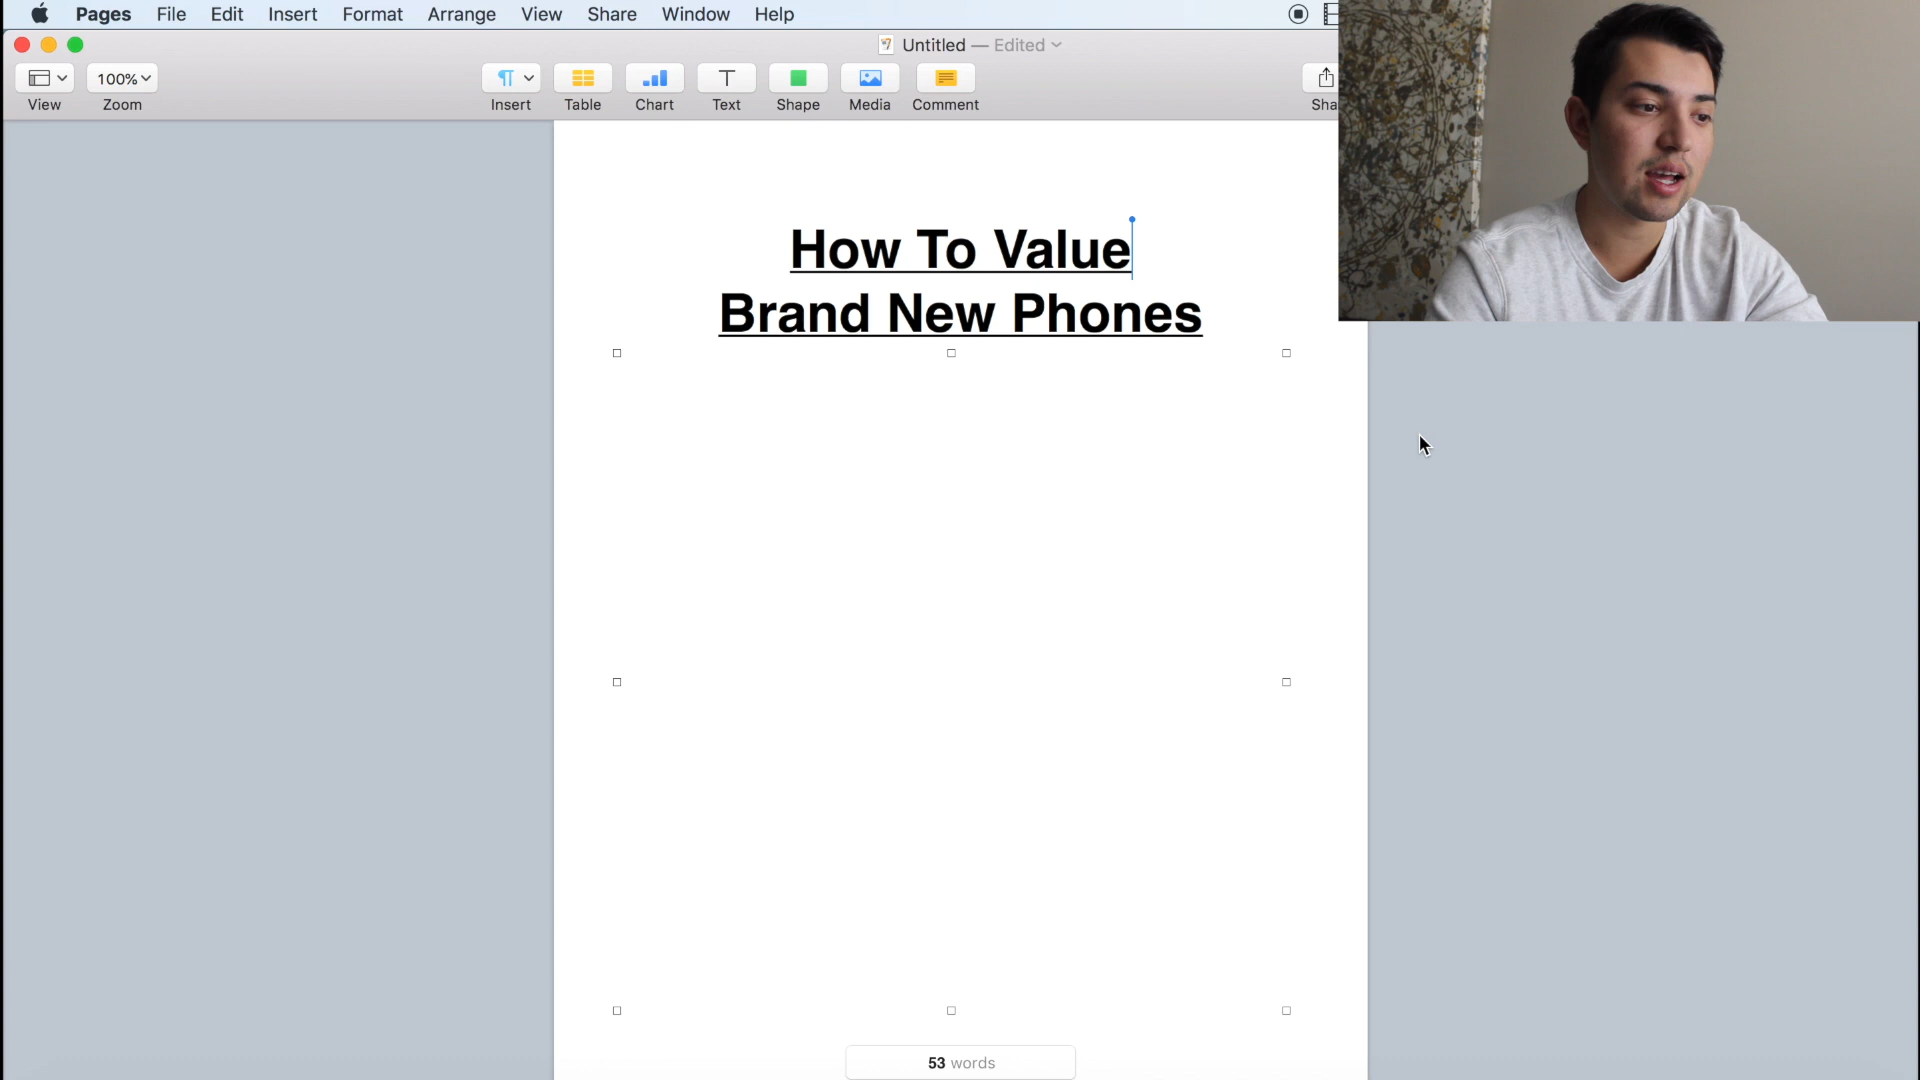 Pages File Edit Insert Format Arrange View Share Window Help
Untitled — Edited
100%
View Zoom Insert Table Chart Text Shape Media Comment
How To Value
Brand New Phones
53 words